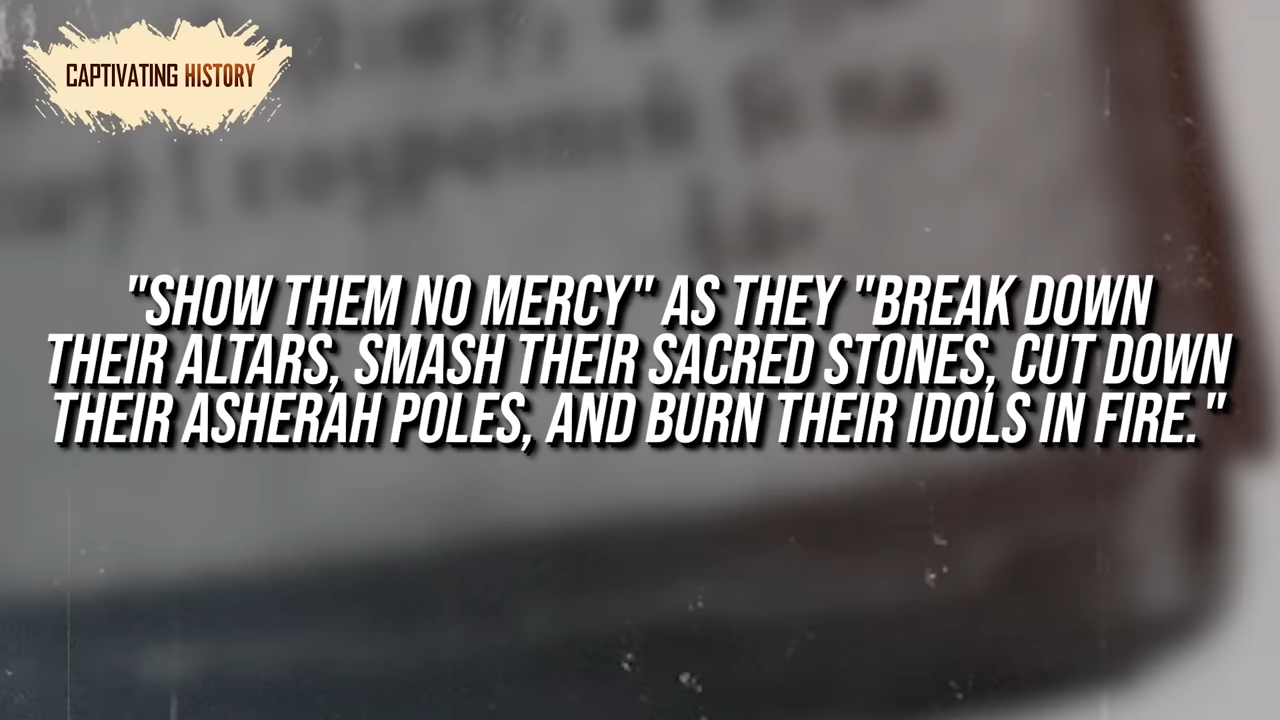 CAPTIVATING HISTORY
"SHOW THEM NO MERCY" AS THEY "BREAK DOWN
THEIR ALTARS, SMASH THEIR SACRED STONES, CUT DOWN
THEIR ASHERAH POLES, AND BURN THEIR IDOLS IN FIRE."